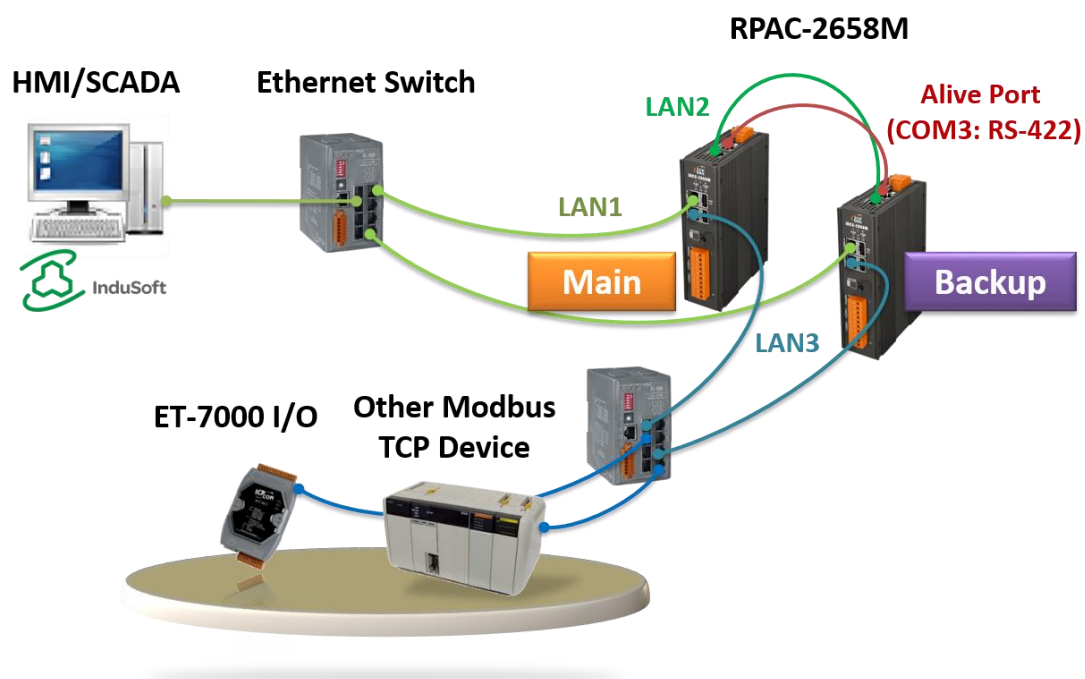 RPAC-2658M
HMI/SCADA
Ethernet Switch
LAN2
Alive Port
(COM3: RS-422)
LAN1
Main
Backup
InduSoft
LAN3
ET-7000 I/O
Other Modbus
TCP Device